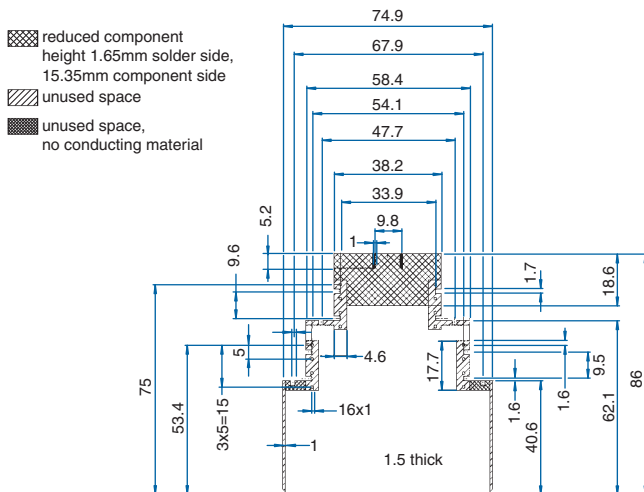 reduced component
height 1.65mm solder side,
15.35mm component side
unused space
unused space,
no conducting material
74.9
67.9
58.4
54.1
47.7
38.2
33.9
9.8
5.2
1
9.6
1.7
18.6
5
4.6
17.7
9.5
75
53.4
3x5=15
16x1
1.6
1.6
62.1
86
40.6
1
1.5 thick